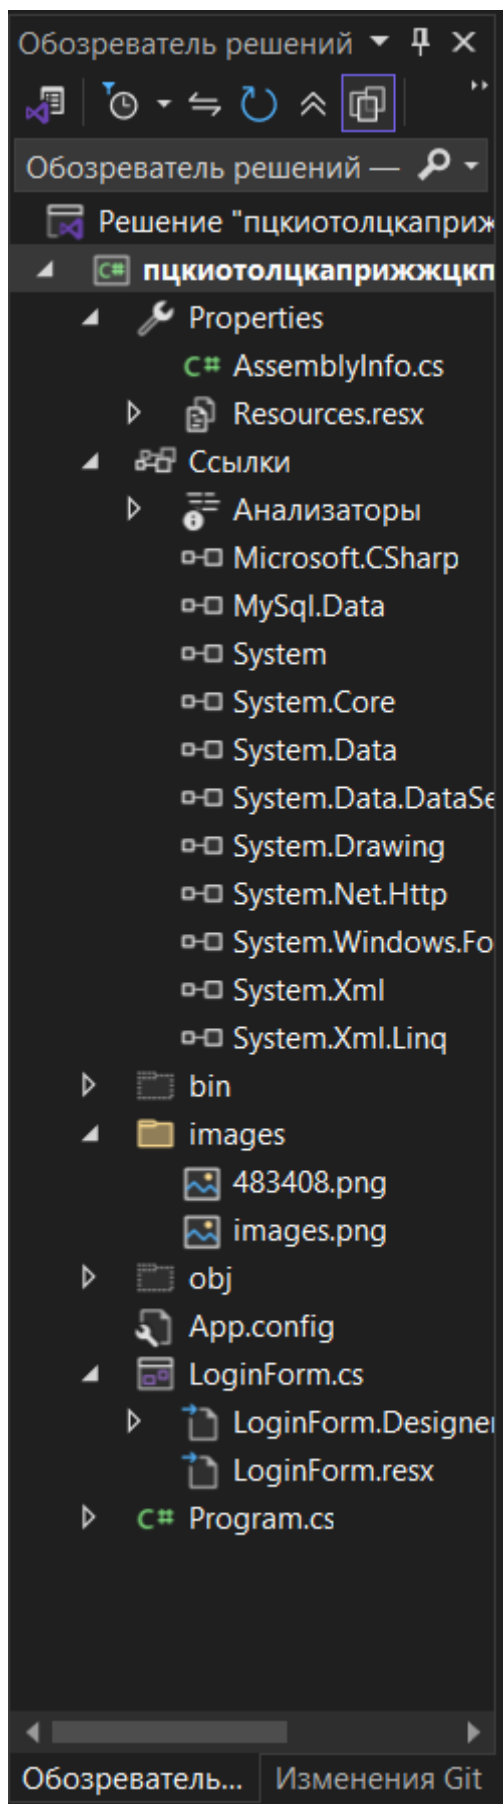 Обозреватель решений
Обозреватель решений —
Решение "пцкиотолцкаприж
C# пцкиотолцкаприжжцкп
Properties
C# AssemblyInfo.cs
Resources.resx
Ссылки
Анализаторы
Microsoft.CSharp
MySql.Data
System
System.Core
System.Data
System.Data.DataSe
System.Drawing
System.Net.Http
System.Windows.Fo
System.Xml
System.Xml.Linq
bin
images
483408.png
images.png
obj
App.config
LoginForm.cs
LoginForm.Designer
LoginForm.resx
C# Program.cs
Обозреватель... Изменения Git